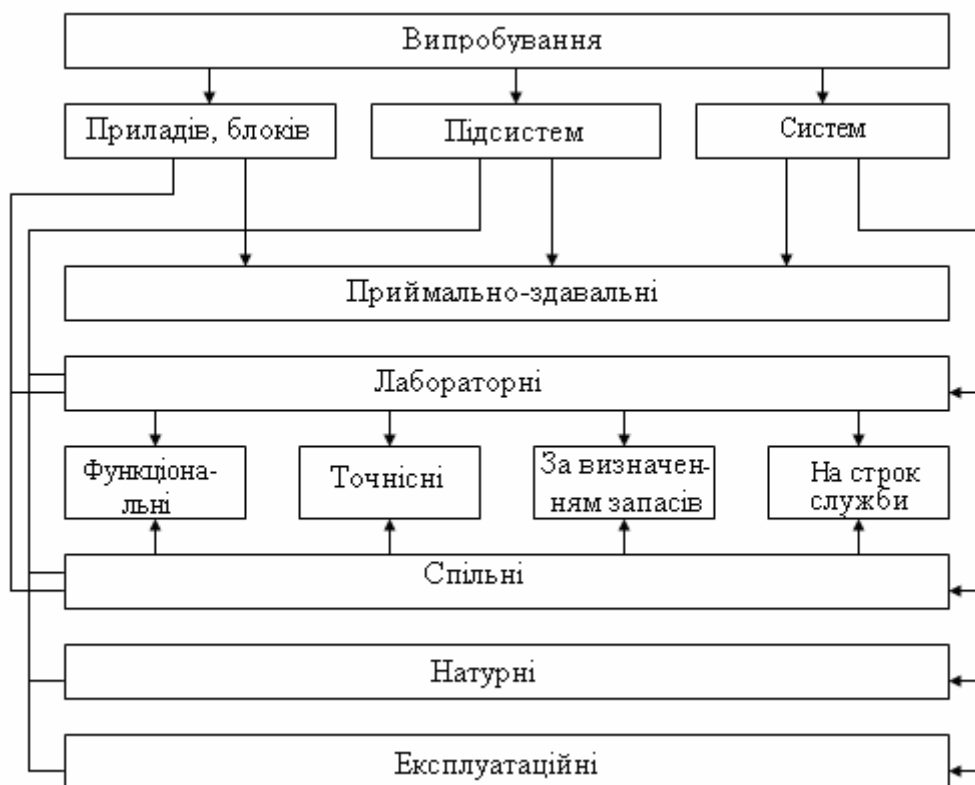 Випробування
Приладів, блоків
Підсистем
Систем
Приймально-здавальні
Лабораторні
Функціона-
льні
Точнісні
За визначен-
ням запасів
На строк
служби
Спільні
Натурні
Експлуатаційні